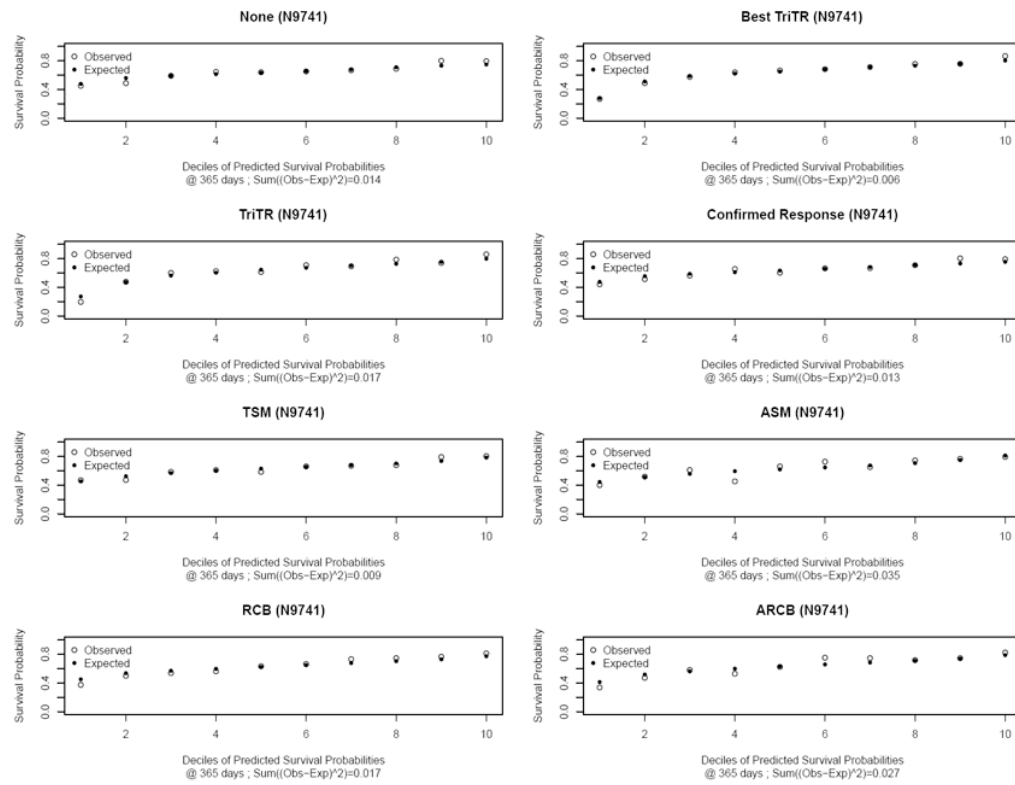 None (N9741)
Survival Probability
0.0 0.4 0.8
Observed
Expected
2 4 6 8 10
Deciles of Predicted Survival Probabilities
@ 365 days ; Sum((Obs−Exp)^2)=0.014
Best TriTR (N9741)
Survival Probability
0.0 0.4 0.8
Observed
Expected
2 4 6 8 10
Deciles of Predicted Survival Probabilities
@ 365 days ; Sum((Obs−Exp)^2)=0.006
TriTR (N9741)
Survival Probability
0.0 0.4 0.8
Observed
Expected
2 4 6 8 10
Deciles of Predicted Survival Probabilities
@ 365 days ; Sum((Obs−Exp)^2)=0.017
Confirmed Response (N9741)
Survival Probability
0.0 0.4 0.8
Observed
Expected
2 4 6 8 10
Deciles of Predicted Survival Probabilities
@ 365 days ; Sum((Obs−Exp)^2)=0.013
TSM (N9741)
Survival Probability
0.0 0.4 0.8
Observed
Expected
2 4 6 8 10
Deciles of Predicted Survival Probabilities
@ 365 days ; Sum((Obs−Exp)^2)=0.009
ASM (N9741)
Survival Probability
0.0 0.4 0.8
Observed
Expected
2 4 6 8 10
Deciles of Predicted Survival Probabilities
@ 365 days ; Sum((Obs−Exp)^2)=0.035
RCB (N9741)
Survival Probability
0.0 0.4 0.8
Observed
Expected
2 4 6 8 10
Deciles of Predicted Survival Probabilities
@ 365 days ; Sum((Obs−Exp)^2)=0.017
ARCB (N9741)
Survival Probability
0.0 0.4 0.8
Observed
Expected
2 4 6 8 10
Deciles of Predicted Survival Probabilities
@ 365 days ; Sum((Obs−Exp)^2)=0.027